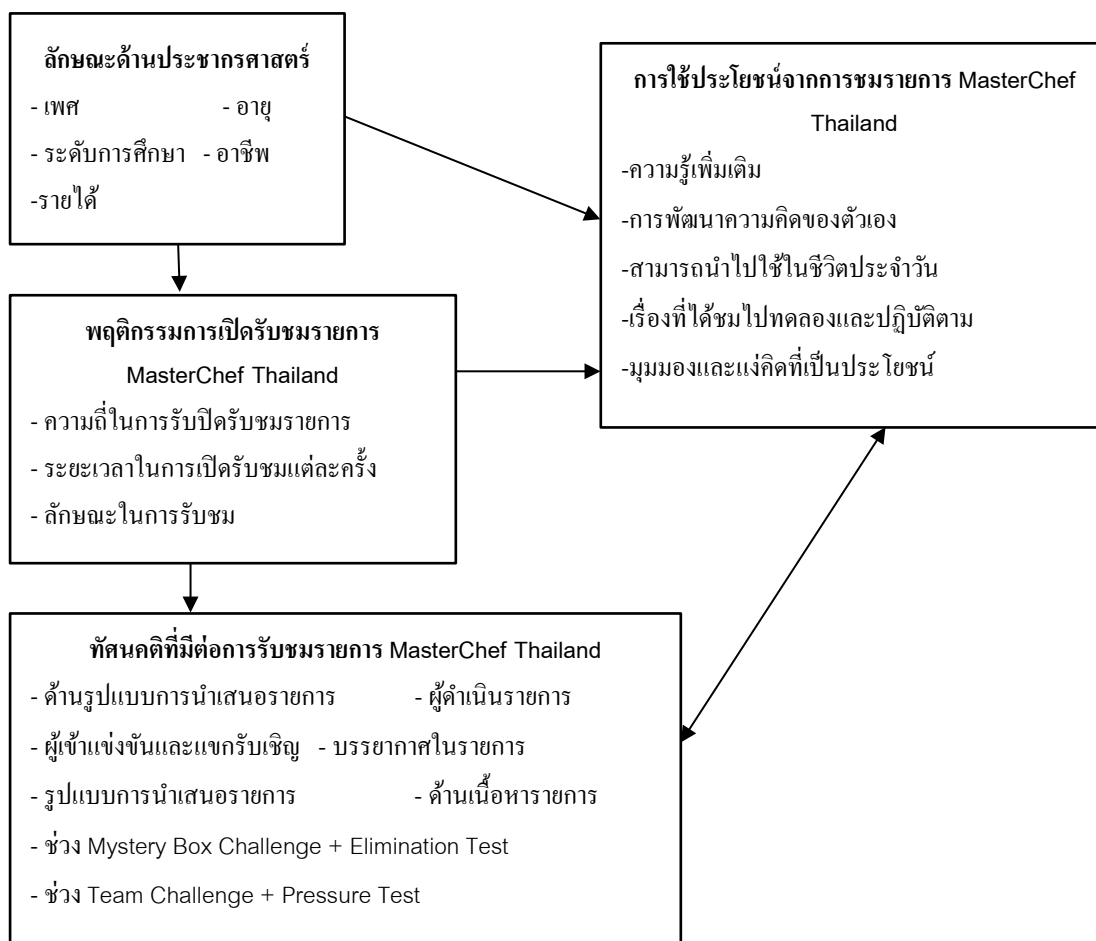 ลักษณะด้านประชากรศาสตร์
- เพศ - อายุ
- ระดับการศึกษา - อาชีพ
-รายได้
การใช้ประโยชน์จากการชมรายการ MasterChef
Thailand
-ความรู้เพิ่มเติม
-การพัฒนาความคิดของตัวเอง
-สามารถนำไปใช้ในชีวิตประจำวัน
-เรื่องที่ได้ชมไปทดลองและปฏิบัติตาม
-มุมมองและแง่คิดที่เป็นประโยชน์
พฤติกรรมการเปิดรับชมรายการ
MasterChef Thailand
- ความถี่ในการรับปิดรับชมรายการ
- ระยะเวลาในการเปิดรับชมแต่ละครั้ง
- ลักษณะในการรับชม
ทัศนคติที่มีต่อการรับชมรายการ MasterChef Thailand
- ด้านรูปแบบการนำเสนอรายการ - ผู้ดำเนินรายการ
- ผู้เข้าแข่งขันและแขกรับเชิญ - บรรยากาศในรายการ
- รูปแบบการนำเสนอรายการ - ด้านเนื้อหารายการ
- ช่วง Mystery Box Challenge + Elimination Test
- ช่วง Team Challenge + Pressure Test